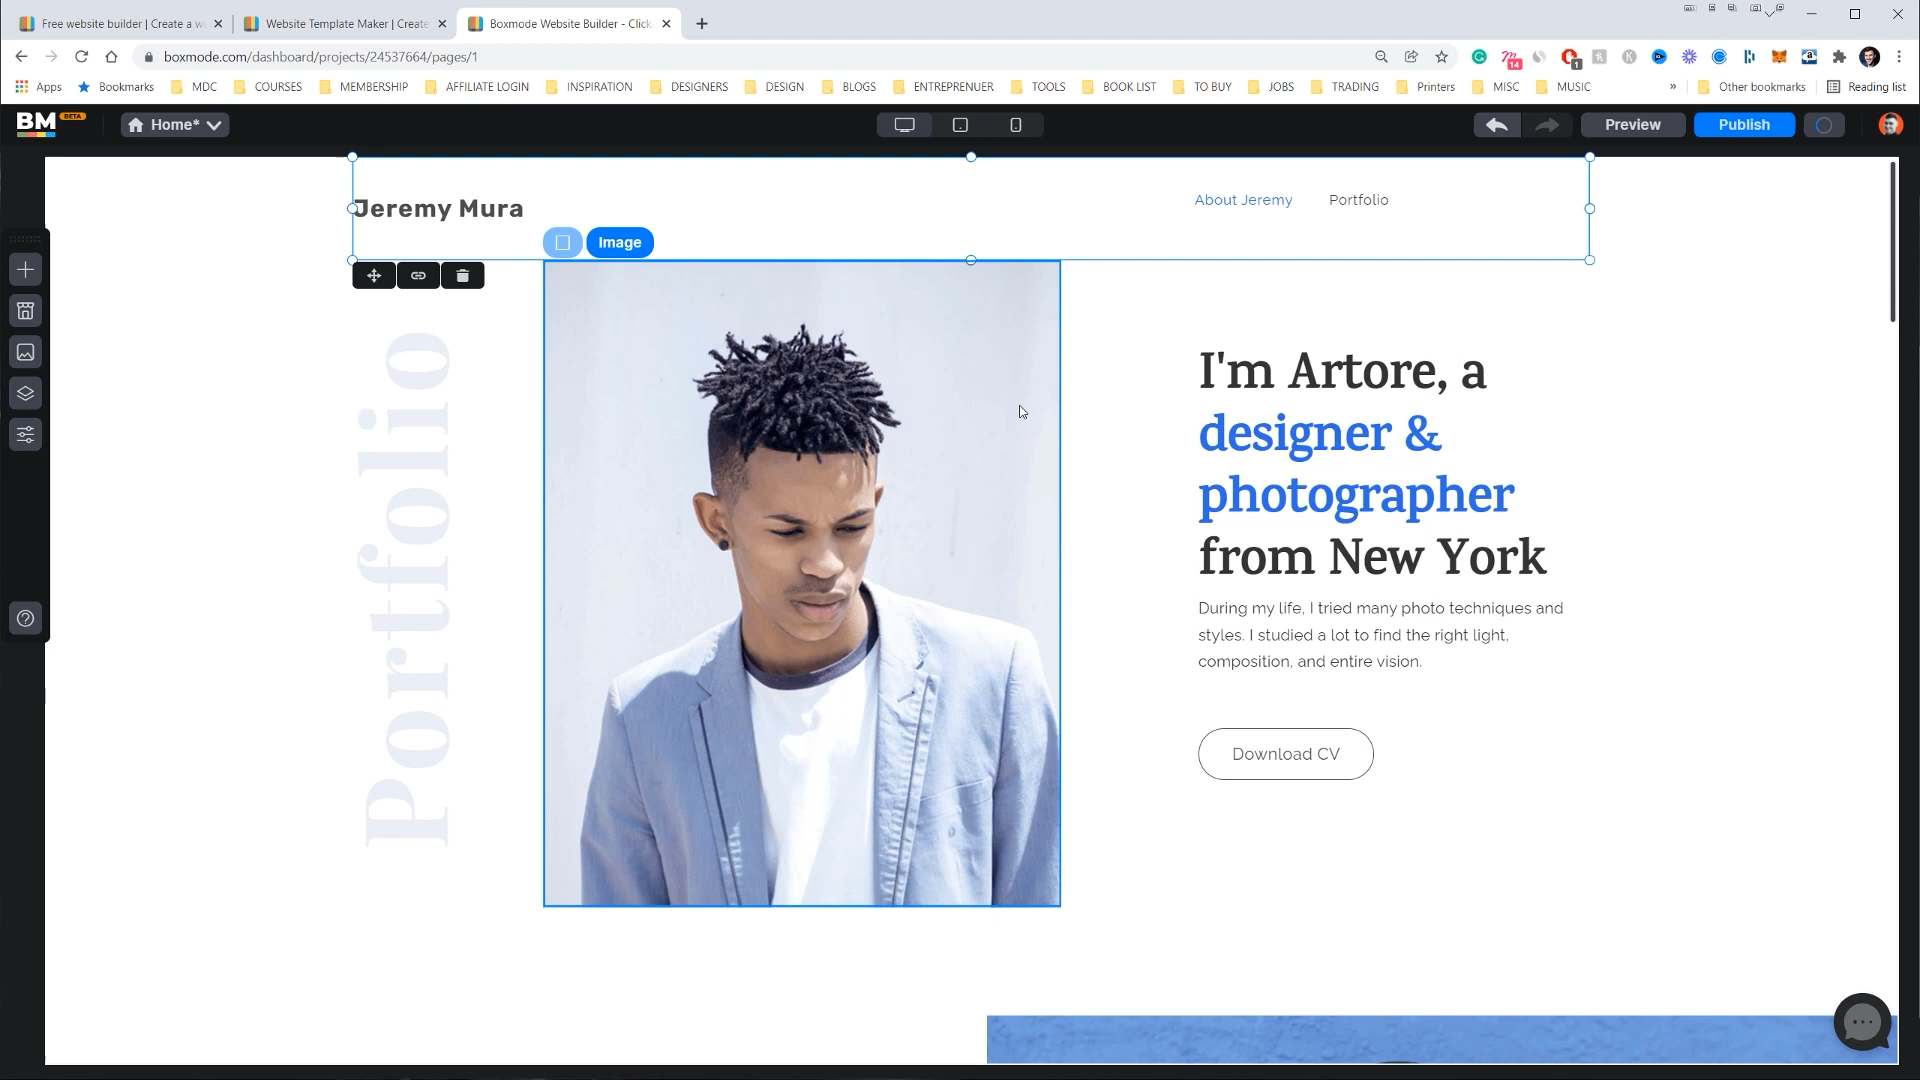 Free website builder | Create a w
Website Template Maker | Create
Boxmode Website Builder - Click
boxmode.com/dashboard/projects/24537664/pages/1
14
1
Apps
Bookmarks
MDC
COURSES
MEMBERSHIP
AFFILIATE LOGIN
INSPIRATION
DESIGNERS
DESIGN
BLOGS
ENTREPRENUER
TOOLS
BOOK LIST
TO BUY
JOBS
TRADING
Printers
MISC
MUSIC
»
Other bookmarks
Reading list
BM BETA
Home*
Preview
Publish
Jeremy Mura
About Jeremy
Portfolio
Image
Portfolio
I'm Artore, a
designer &
photographer
from New York
During my life, I tried many photo techniques and
styles. I studied a lot to find the right light,
composition, and entire vision.
Download CV